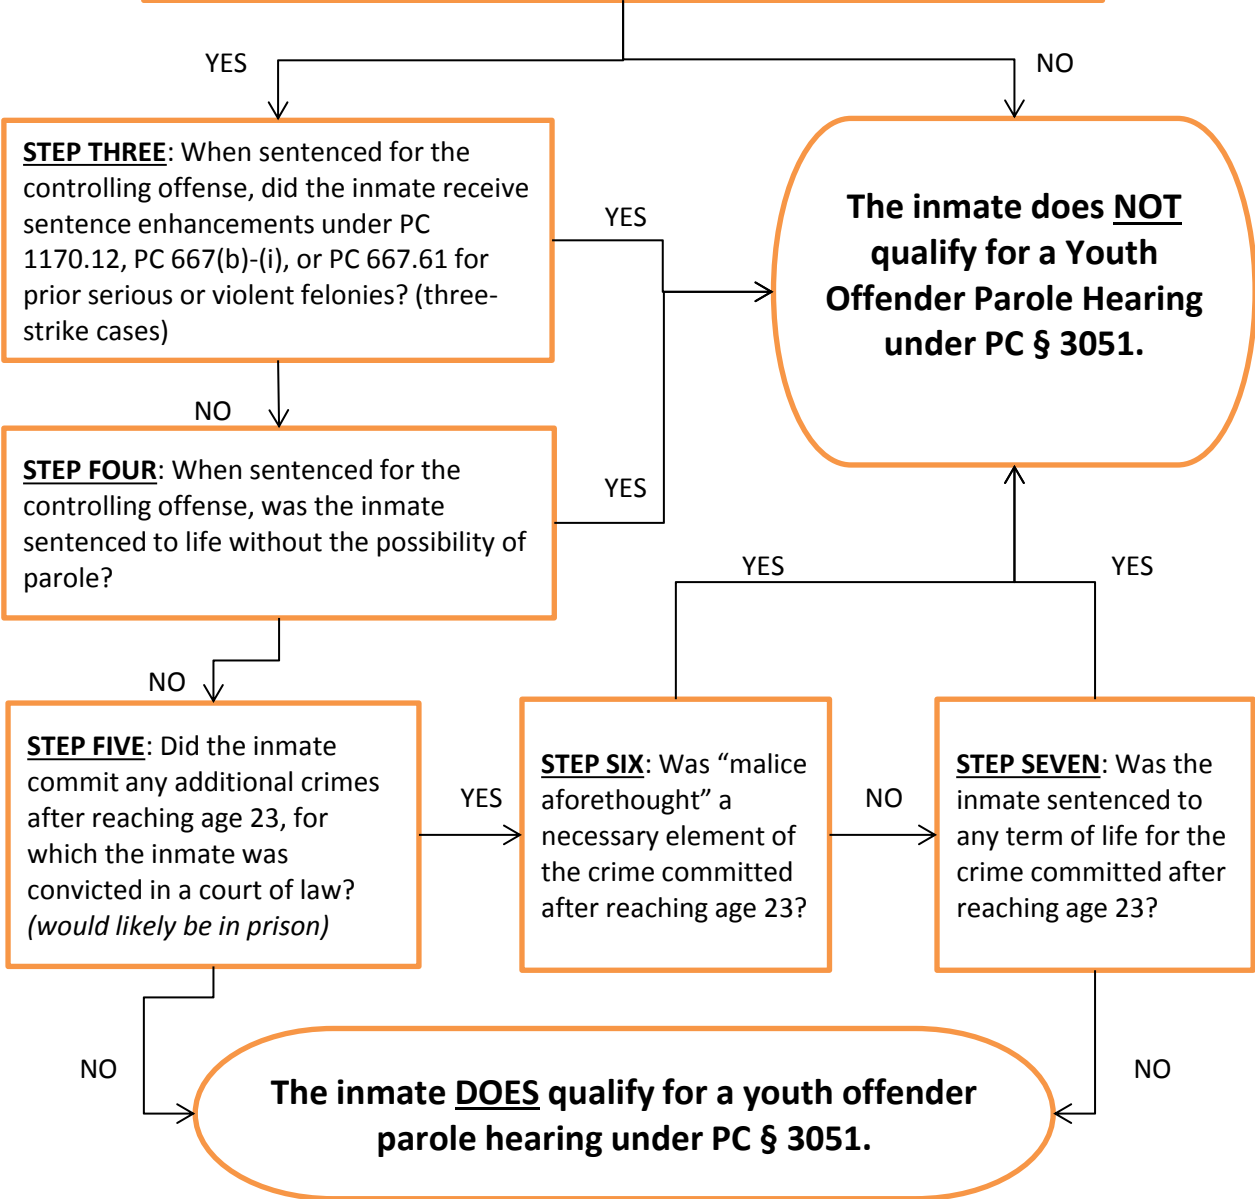 YES
NO
STEP THREE: When sentenced for the
controlling offense, did the inmate receive
sentence enhancements under PC
1170.12, PC 667(b)-(i), or PC 667.61 for
prior serious or violent felonies? (three-
strike cases)
YES
The inmate does NOT
qualify for a Youth
Offender Parole Hearing
under PC § 3051.
NO
STEP FOUR: When sentenced for the
controlling offense, was the inmate
sentenced to life without the possibility of
parole?
YES
YES
YES
NO
STEP FIVE: Did the inmate
commit any additional crimes
after reaching age 23, for
which the inmate was
convicted in a court of law?
(would likely be in prison)
YES
STEP SIX: Was “malice
aforethought” a
necessary element of
the crime committed
after reaching age 23?
NO
STEP SEVEN: Was the
inmate sentenced to
any term of life for the
crime committed after
reaching age 23?
NO
NO
The inmate DOES qualify for a youth offender
parole hearing under PC § 3051.